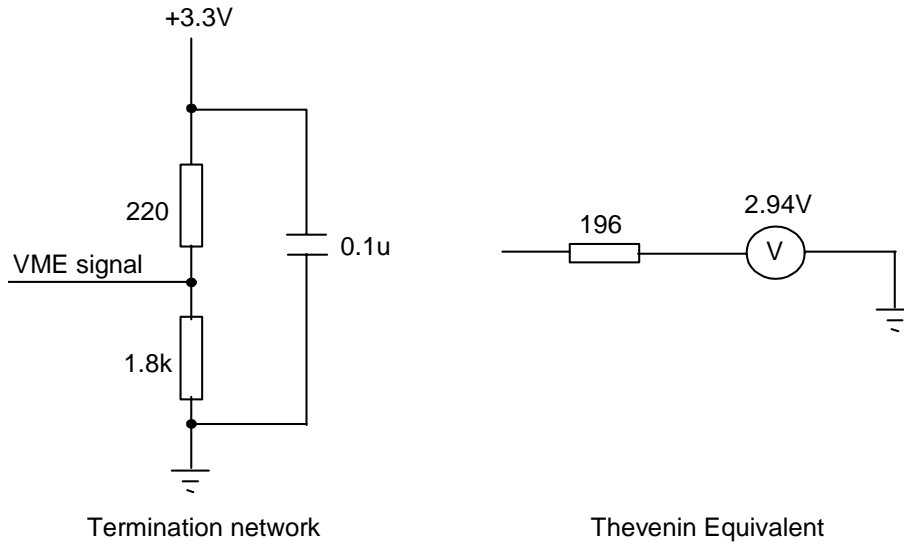 +3.3V
220
0.1u
VME signal
1.8k
2.94V
196
V
Termination network
Thevenin Equivalent